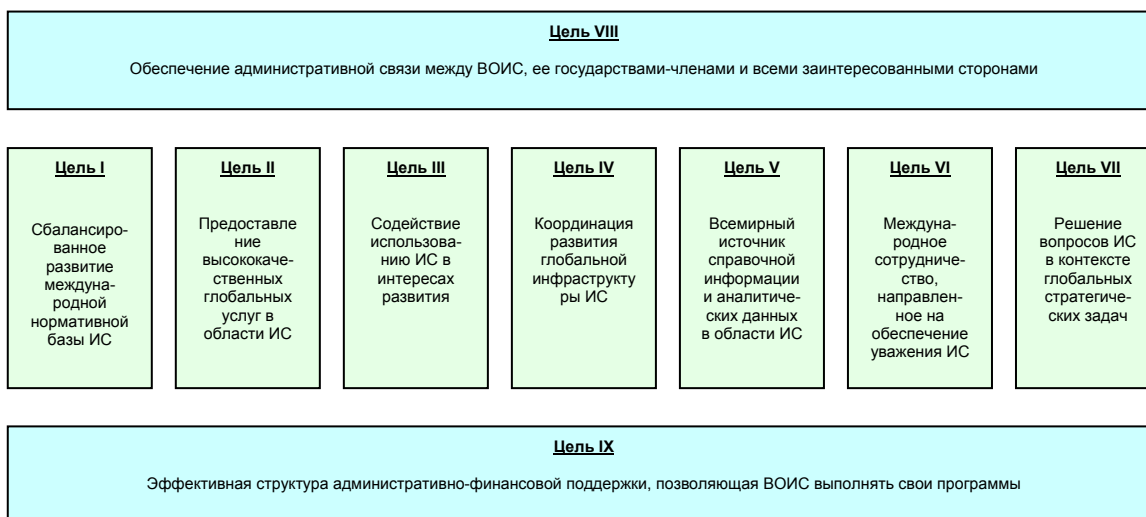 Цель VIII
Обеспечение административной связи между ВОИС, ее государствами-членами и всеми заинтересованными сторонами
Цель I
Сбалансиро-
ванное
развитие
междуна-
родной
нормативной
базы ИС
Цель II
Предоставле
ние
высококаче-
ственных
глобальных
услуг в
области ИС
Цель III
Содействие
использова-
нию ИС в
интересах
развития
Цель IV
Координация
развития
глобальной
инфраструкту
ры ИС
Цель V
Всемирный
источник
справочной
информации
и аналитиче-
ских данных
в области ИС
Цель VI
Междуна-
родное
сотрудниче-
ство,
направлен-
ное на
обеспечение
уважения ИС
Цель VII
Решение
вопросов ИС
в контексте
глобальных
стратегиче-
ских задач
Цель IX
Эффективная структура административно-финансовой поддержки, позволяющая ВОИС выполнять свои программы